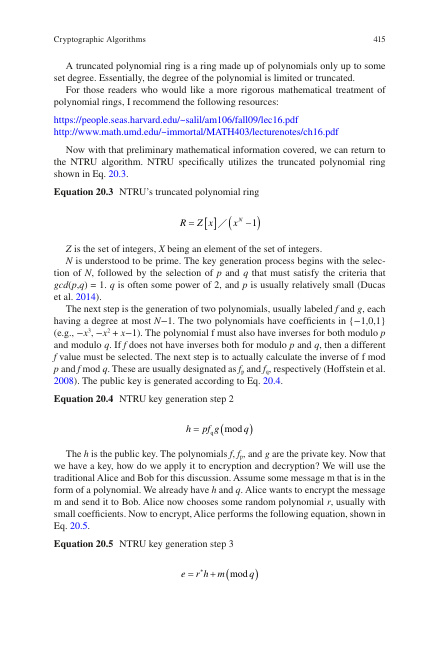 Cryptographic Algorithms 415
A truncated polynomial ring is a ring made up of polynomials only up to some
set degree. Essentially, the degree of the polynomial is limited or truncated.
For those readers who would like a more rigorous mathematical treatment of
polynomial rings, I recommend the following resources:
https://people.seas.harvard.edu/~salil/am106/fall09/lec16.pdf
http://www.math.umd.edu/~immortal/MATH403/lecturenotes/ch16.pdf
Now with that preliminary mathematical information covered, we can return to
the NTRU algorithm. NTRU specifically utilizes the truncated polynomial ring
shown in Eq. 20.3.
Equation 20.3 NTRU's truncated polynomial ring
R = Z[x] / (x^N − 1)
Z is the set of integers, X being an element of the set of integers.
N is understood to be prime. The key generation process begins with the selec-
tion of N, followed by the selection of p and q that must satisfy the criteria that
gcd(p,q) = 1. q is often some power of 2, and p is usually relatively small (Ducas
et al. 2014).
The next step is the generation of two polynomials, usually labeled f and g, each
having a degree at most N−1. The two polynomials have coefficients in {−1,0,1}
(e.g., −x³, −x² + x−1). The polynomial f must also have inverses for both modulo p
and modulo q. If f does not have inverses both for modulo p and q, then a different
f value must be selected. The next step is to actually calculate the inverse of f mod
p and f mod q. These are usually designated as fₚ and f_q, respectively (Hoffstein et al.
2008). The public key is generated according to Eq. 20.4.
Equation 20.4 NTRU key generation step 2
h = pf_q g (mod q)
The h is the public key. The polynomials f, fₚ, and g are the private key. Now that
we have a key, how do we apply it to encryption and decryption? We will use the
traditional Alice and Bob for this discussion. Assume some message m that is in the
form of a polynomial. We already have h and q. Alice wants to encrypt the message
m and send it to Bob. Alice now chooses some random polynomial r, usually with
small coefficients. Now to encrypt, Alice performs the following equation, shown in
Eq. 20.5.
Equation 20.5 NTRU key generation step 3
e = r*h + m (mod q)